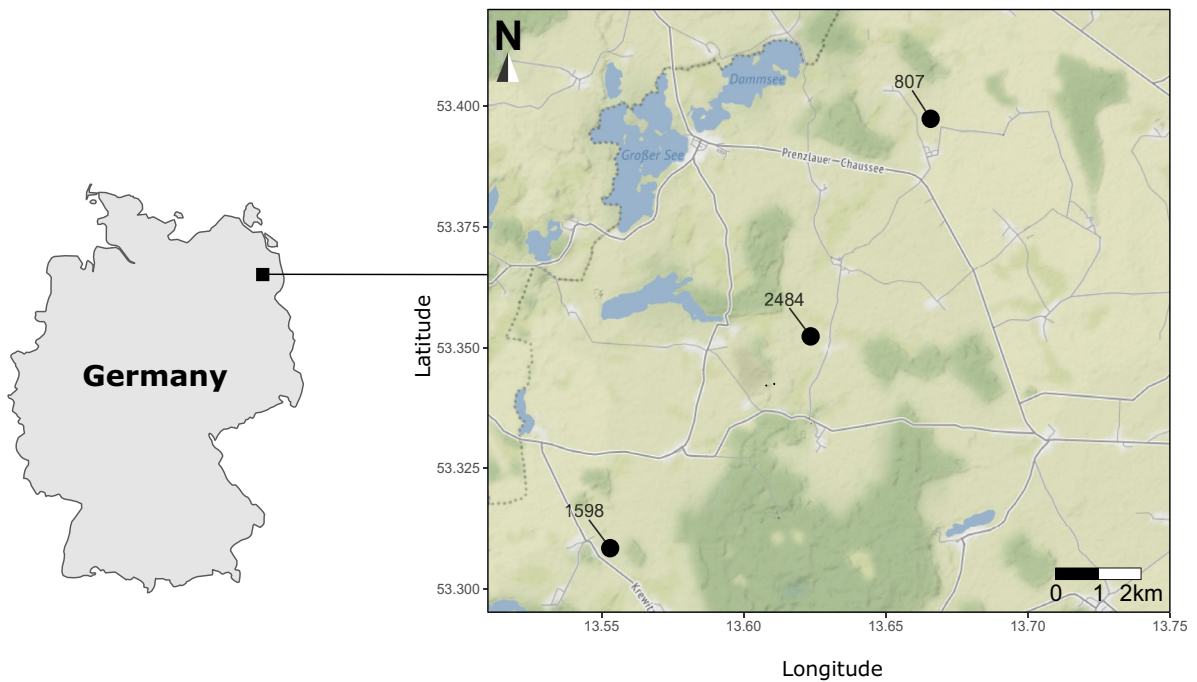 Germany
N
Dammsee
807
Großer See
Prenzlauer Chaussee
2484
1598
Krewit
0 1 2km
Latitude
53.400
53.375
53.350
53.325
53.300
13.55 13.60 13.65 13.70 13.75
Longitude